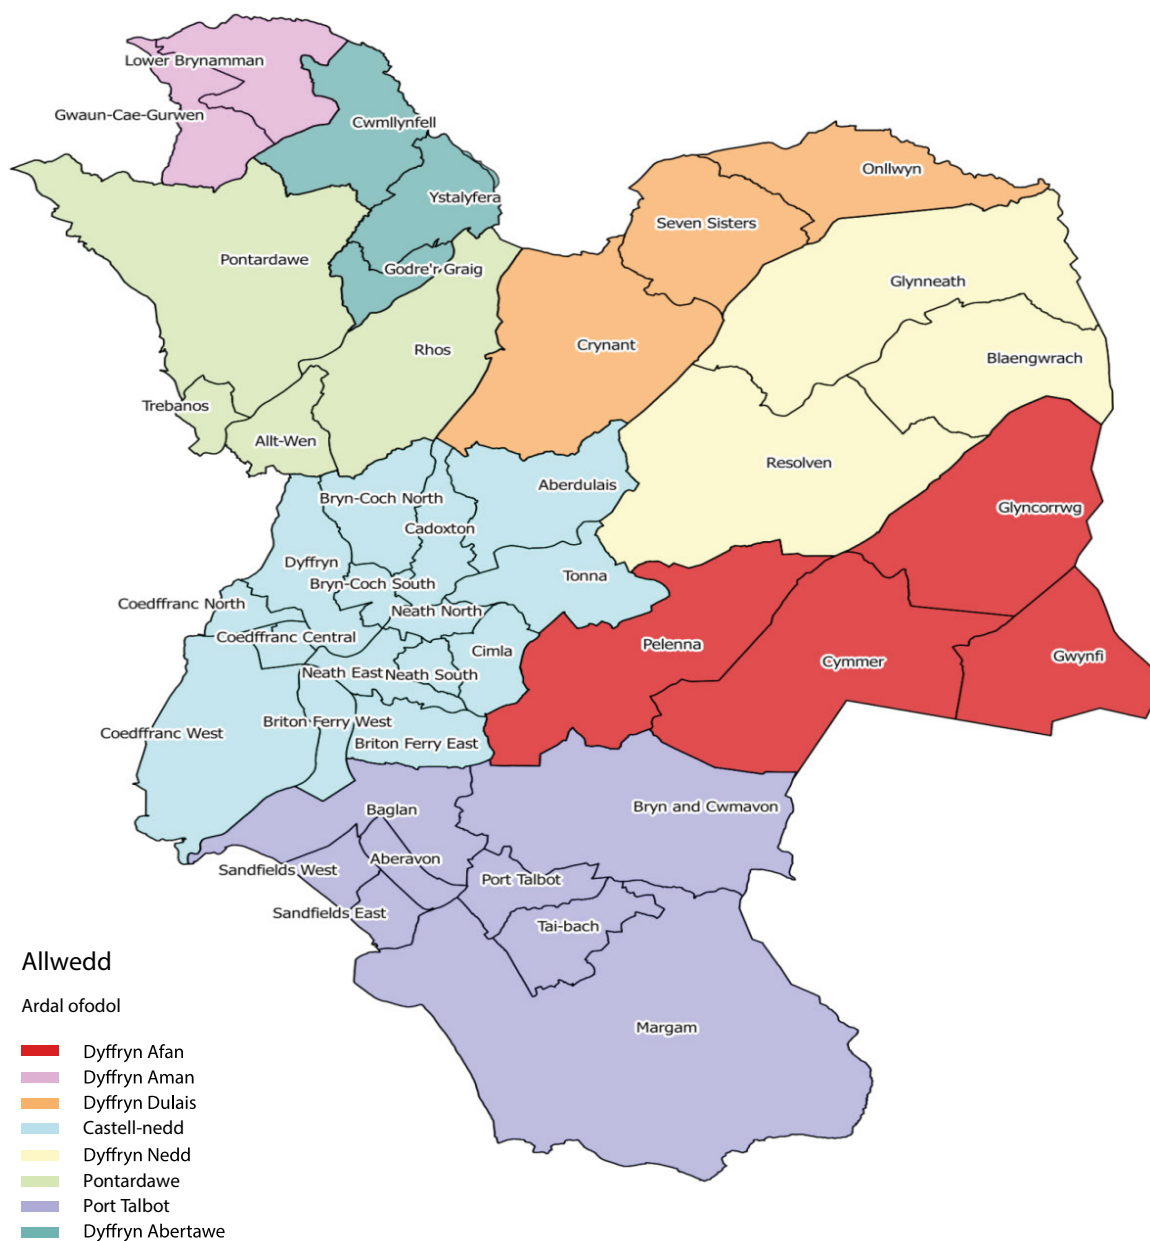 Lower Brynamman
Gwaun-Cae-Gurwen
Cwmllynfell
Onllwyn
Ystalyfera
Seven Sisters
Pontardawe
Godre'r Graig
Glynneath
Rhos
Crynant
Blaengwrach
Trebanos
Allt-Wen
Resolven
Aberdulais
Bryn-Coch North
Glyncorrwg
Cadoxton
Dyffryn
Tonna
Bryn-Coch South
Coedffranc North
Neath North
Coedffranc Central
Pelenna
Cimla
Gwynfi
Cymmer
Neath East
Neath South
Briton Ferry West
Coedffranc West
Briton Ferry East
Bryn and Cwmavon
Baglan
Aberavon
Sandfields West
Port Talbot
Sandfields East
Tai-bach
Margam
Allwedd
Ardal ofodol
Dyffryn Afan
Dyffryn Aman
Dyffryn Dulais
Castell-nedd
Dyffryn Nedd
Pontardawe
Port Talbot
Dyffryn Abertawe